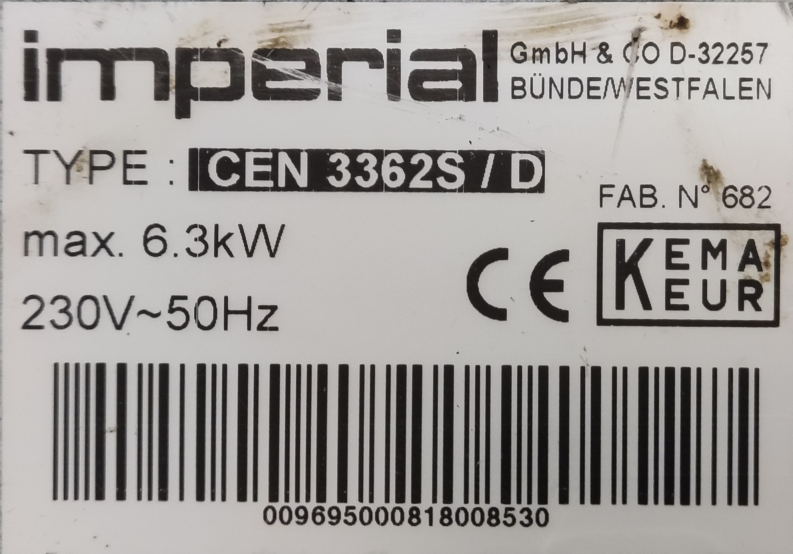 imperial GmbH & CO D-32257
BÜNDE/WESTFALEN
TYPE : CEN 3362S / D
FAB. N° 682
max. 6.3kW
230V~50Hz
CE
KEMA
KEUR
009695000818008530